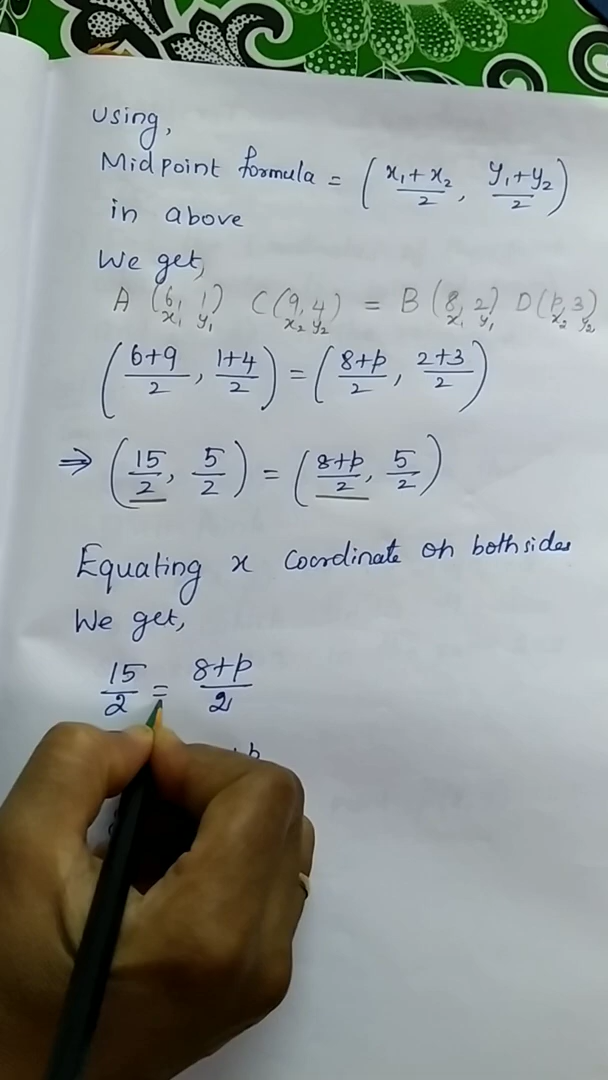 Using,
Midpoint formula = (x₁+x₂/2, y₁+y₂/2)
in above
We get,
A (6, 1) C (9, 4) = B (8, 2) D (p, 3)
x₁ y₁ x₂ y₂ x₁ y₁ x₂ y₂
(6+9/2, 1+4/2) = (8+p/2, 2+3/2)
⇒ (15/2, 5/2) = (8+p/2, 5/2)
Equating x coordinate on both sides
We get,
15/2 = 8+p/2